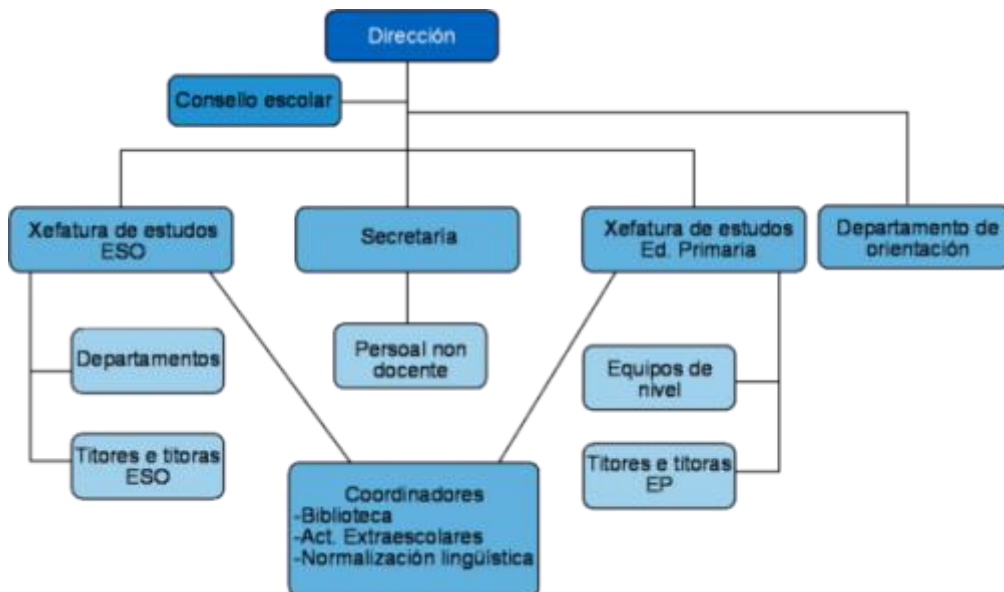 Dirección
Consello escolar
Xefatura de estudos
ESO
Secretaría
Xefatura de estudos
Ed. Primaria
Departamento de
orientación
Departamentos
Persoal non
docente
Equipos de
nivel
Titores e titoras
ESO
Titores e titoras
EP
Coordinadores
-Biblioteca
-Act. Extraescolares
-Normalización lingüística